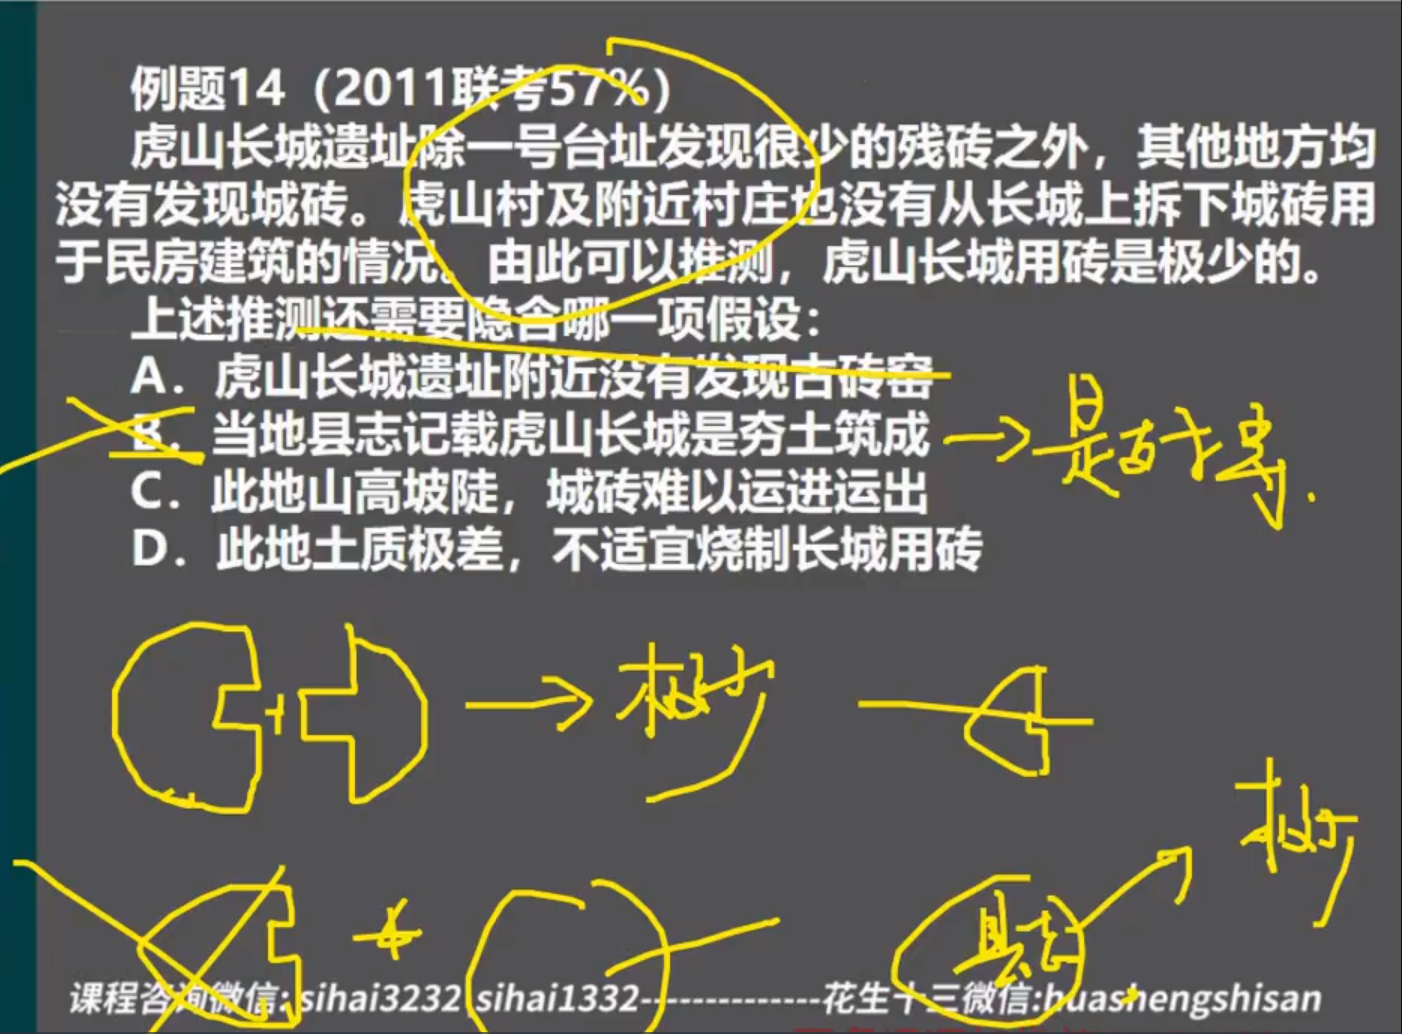 例题14（2011联考57%）
虎山长城遗址除一号台址发现很少的残砖之外，其他地方均
没有发现城砖。虎山村及附近村庄也没有从长城上拆下城砖用
于民房建筑的情况。由此可以推测，虎山长城用砖是极少的。
上述推测还需要隐含哪一项假设：
A．虎山长城遗址附近没有发现古砖窑
B．当地县志记载虎山长城是夯土筑成
C．此地山高坡陡，城砖难以运进运出
D．此地土质极差，不适宜烧制长城用砖
极少
极少
县志
课程咨询微信：sihai3232 sihai1332--------------花生十三微信:huashengshisan